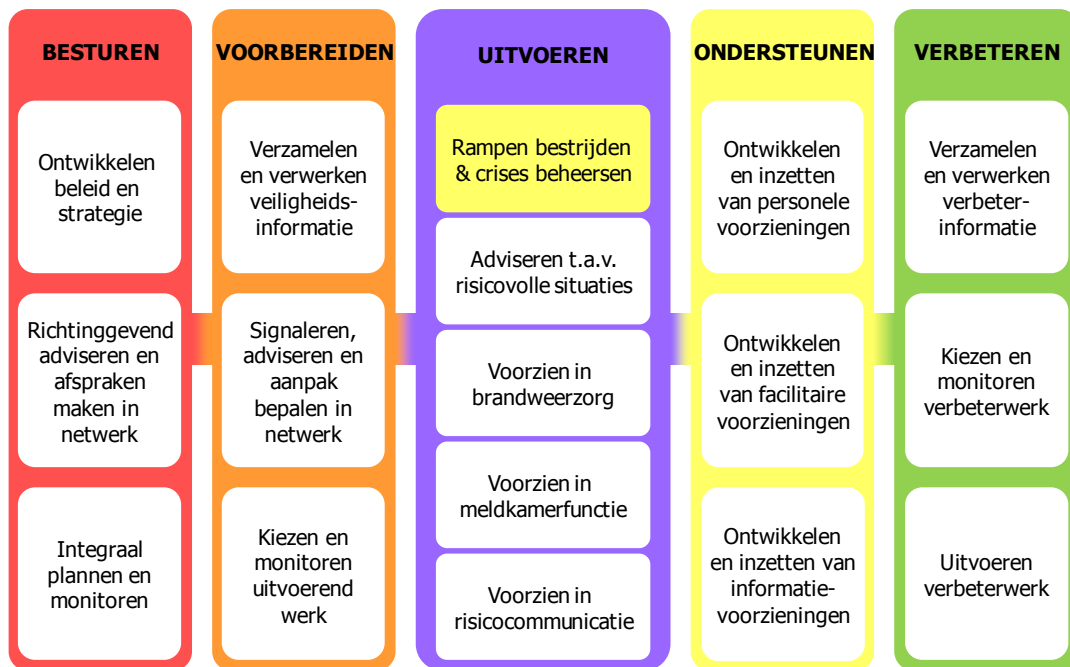 BESTUREN
Ontwikkelen
beleid en
strategie
Richtinggevend
adviseren en
afspraken
maken in
netwerk
Integraal
plannen en
monitoren
VOORBEREIDEN
Verzamelen
en verwerken
veiligheids-
informatie
Signaleren,
adviseren en
aanpak
bepalen in
netwerk
Kiezen en
monitoren
uitvoerend
werk
UITVOEREN
Rampen bestrijden
& crises beheersen
Adviseren t.a.v.
risicovolle situaties
Voorzien in
brandweerzorg
Voorzien in
meldkamerfunctie
Voorzien in
risicocommunicatie
ONDERSTEUNEN
Ontwikkelen
en inzetten
van personele
voorzieningen
Ontwikkelen
en inzetten
van facilitaire
voorzieningen
Ontwikkelen
en inzetten van
informatie-
voorzieningen
VERBETEREN
Verzamelen
en verwerken
verbeter-
informatie
Kiezen en
monitoren
verbeterwerk
Uitvoeren
verbeterwerk